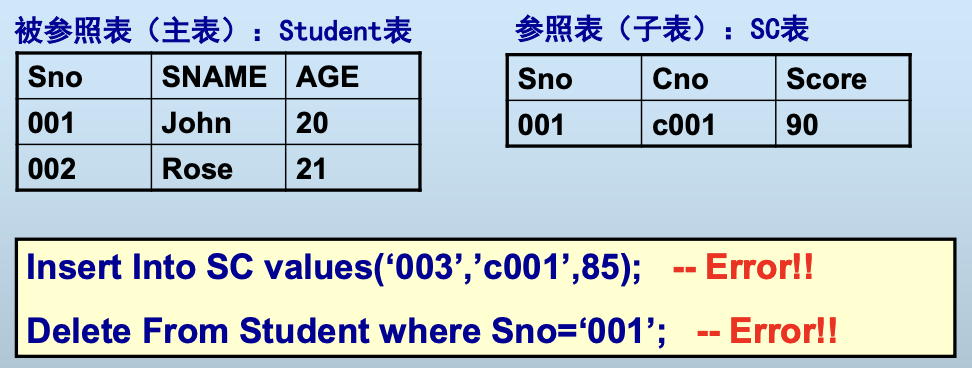 被参照表（主表）：Student表
Sno SNAME AGE
001 John 20
002 Rose 21
参照表（子表）：SC表
Sno Cno Score
001 c001 90
Insert Into SC values(‘003’,’c001’,85); -- Error!!
Delete From Student where Sno=‘001’; -- Error!!